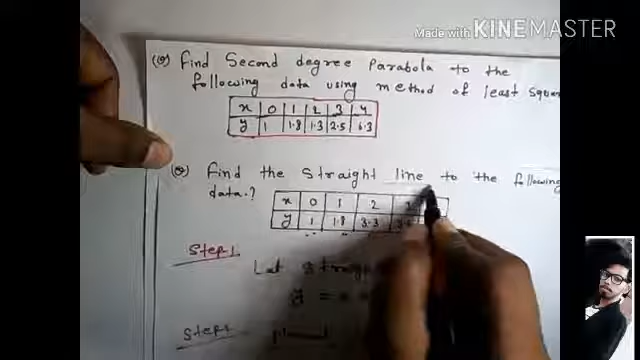 Made with KINEMASTER
(Q) Find Second degree Parabola to the
following data using method of least Squar
x 0 1 2 3 4
y 1 1.8 1.3 2.5 6.3
(Q) Find the Straight line to the following
data.?
x 0 1 2
y 1 1.8 3.3
Step 1
Let
y =
Step